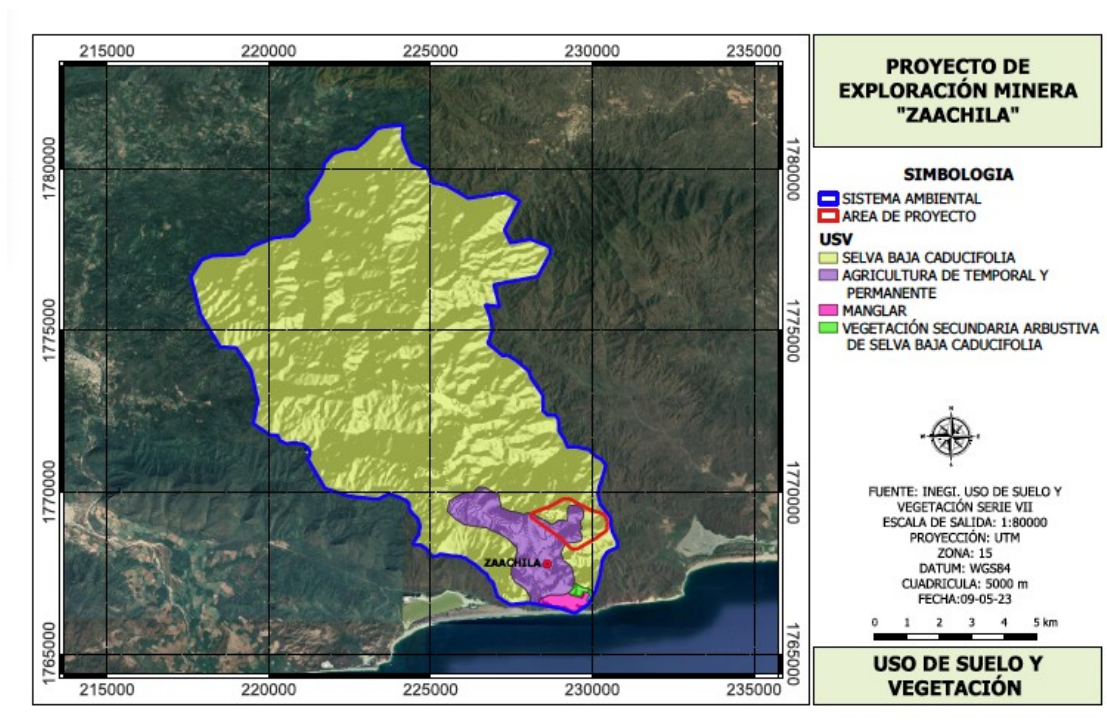 215000 220000 225000 230000 235000
1780000 1780000
1775000 1775000
1770000 1770000
1765000 1765000
ZAACHILA
215000 220000 225000 230000 235000
PROYECTO DE
EXPLORACIÓN MINERA
"ZAACHILA"
SIMBOLOGIA
SISTEMA AMBIENTAL
AREA DE PROYECTO
USV
SELVA BAJA CADUCIFOLIA
AGRICULTURA DE TEMPORAL Y
PERMANENTE
MANGLAR
VEGETACIÓN SECUNDARIA ARBUSTIVA
DE SELVA BAJA CADUCIFOLIA
FUENTE: INEGI. USO DE SUELO Y
VEGETACIÓN SERIE VII
ESCALA DE SALIDA: 1:80000
PROYECCIÓN: UTM
ZONA: 15
DATUM: WGS84
CUADRICULA: 5000 m
FECHA:09-05-23
0 1 2 3 4 5 km
USO DE SUELO Y
VEGETACIÓN